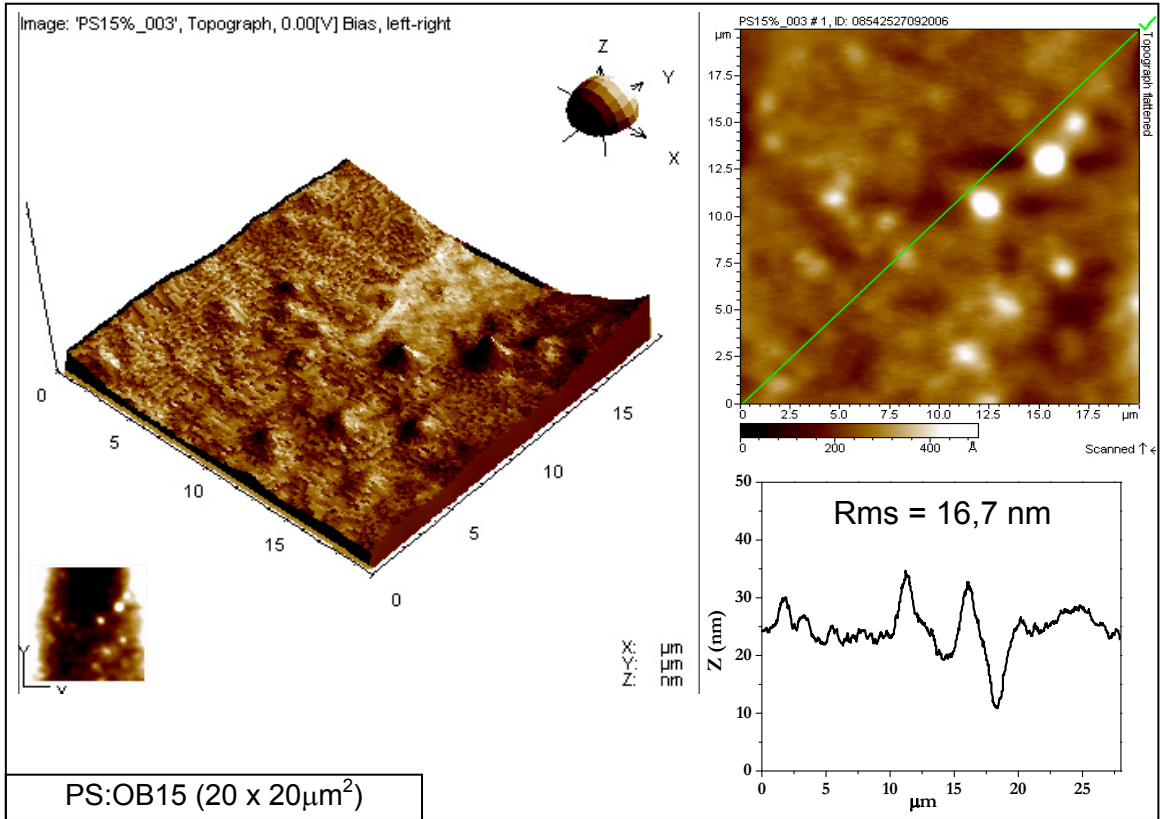 Image: 'PS15%_003', Topograph, 0.00[V] Bias, left-right
Z
Y
X
0
5
10
15
0
5
10
15
Y
X
X: µm
Y: µm
Z: nm
PS15%_003 # 1, ID: 08542527092006
Topograph flattened
µm
17.5
15.0
12.5
10.0
7.5
5.0
2.5
0
0 2.5 5.0 7.5 10.0 12.5 15.0 17.5 µm
0 200 400 Å
Scanned ↑ ←
Rms = 16,7 nm
Z (nm)
50
40
30
20
10
0
0 5 10 15 20 25
µm
PS:OB15 (20 x 20µm²)